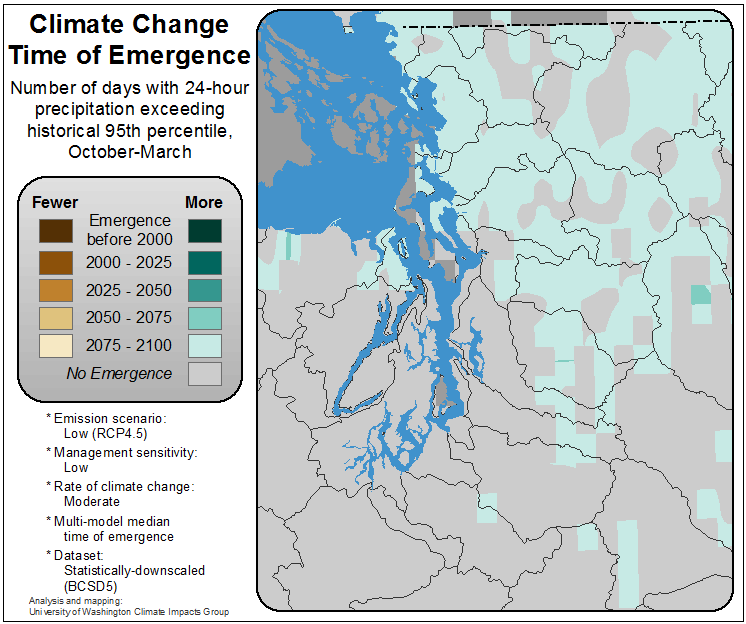 Climate Change
Time of Emergence
Number of days with 24-hour
precipitation exceeding
historical 95th percentile,
October-March
Fewer More
Emergence
before 2000
2000 - 2025
2025 - 2050
2050 - 2075
2075 - 2100
No Emergence
* Emission scenario:
Low (RCP4.5)
* Management sensitivity:
Low
* Rate of climate change:
Moderate
* Multi-model median
time of emergence
* Dataset:
Statistically-downscaled
(BCSD5)
Analysis and mapping:
University of Washington Climate Impacts Group